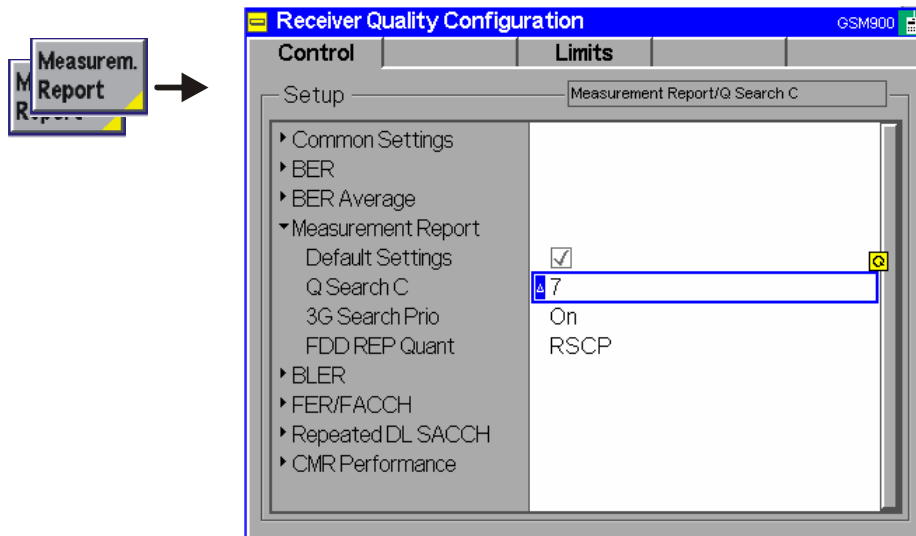 Measurem.
Report
M
Report
Receiver Quality Configuration
GSM900
Control
Limits
Setup
Measurement Report/Q Search C
Common Settings
BER
BER Average
Measurement Report
Default Settings
Q Search C 7
3G Search Prio On
FDD REP Quant RSCP
BLER
FER/FACCH
Repeated DL SACCH
CMR Performance